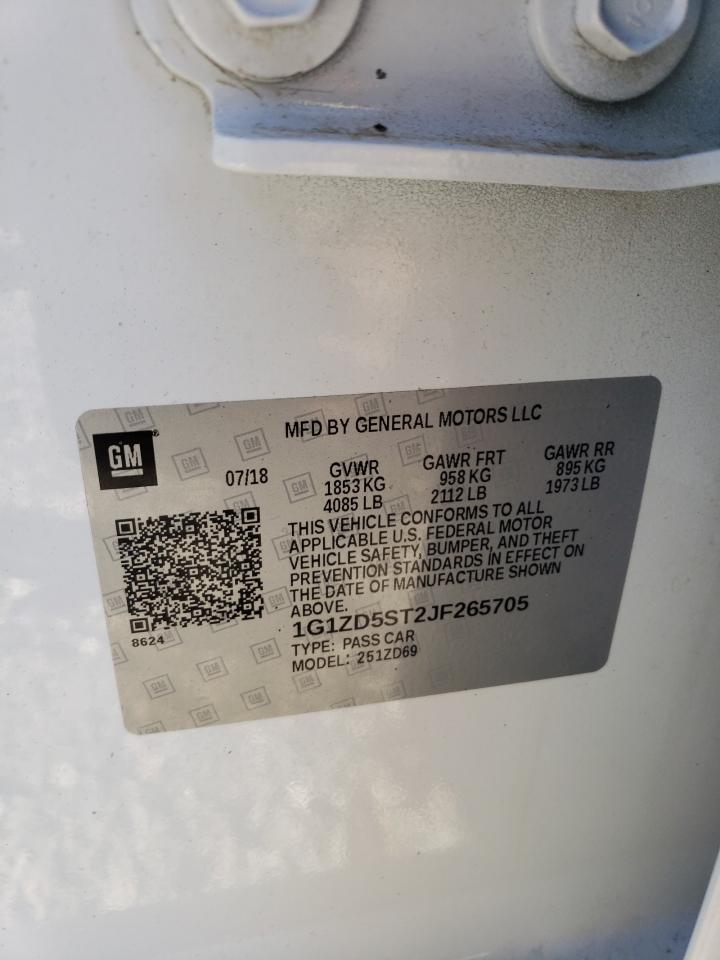 MFD BY GENERAL MOTORS LLC
GM
07/18
GVWR
1853 KG
4085 LB
GAWR FRT
958 KG
2112 LB
GAWR RR
895 KG
1973 LB
THIS VEHICLE CONFORMS TO ALL
APPLICABLE U.S. FEDERAL MOTOR
VEHICLE SAFETY, BUMPER, AND THEFT
PREVENTION STANDARDS IN EFFECT ON
THE DATE OF MANUFACTURE SHOWN
ABOVE.
8624
1G1ZD5ST2JF265705
TYPE: PASS CAR
MODEL: 251ZD69